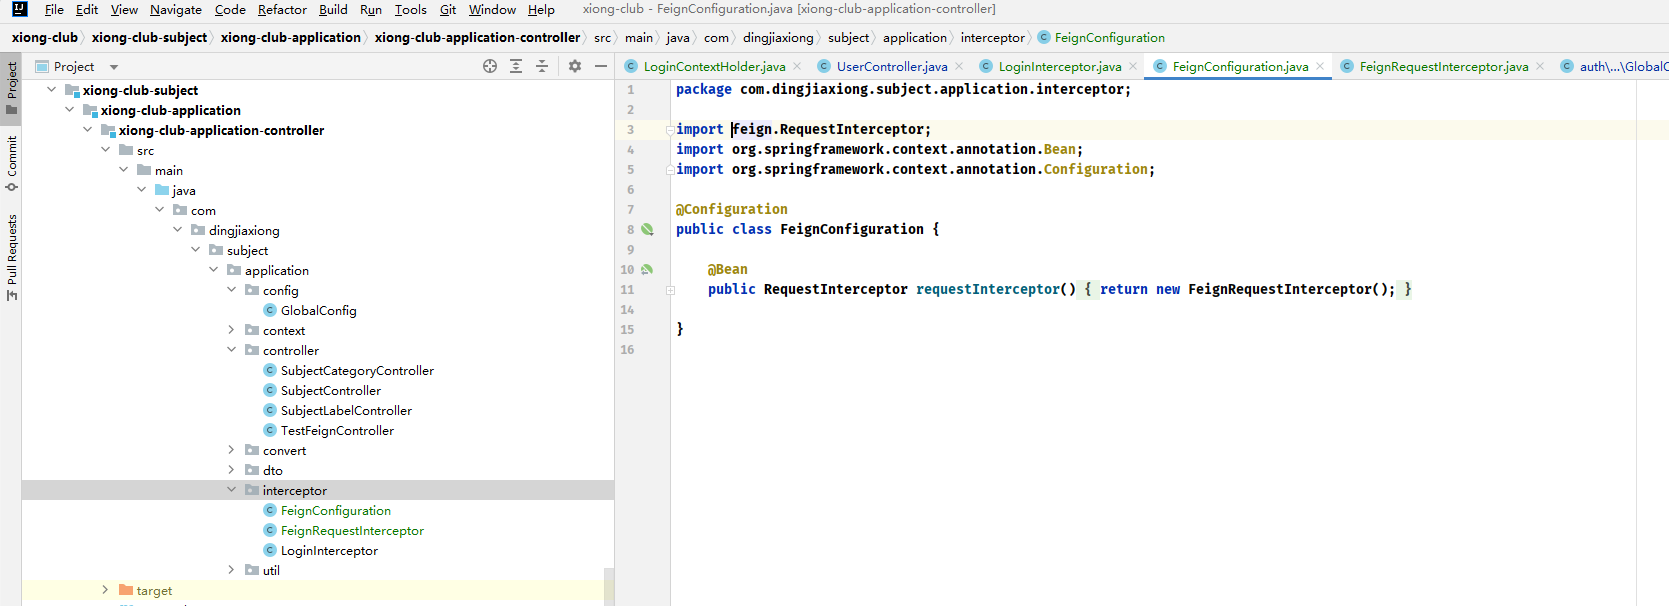 File Edit View Navigate Code Refactor Build Run Tools Git Window Help xiong-club - FeignConfiguration.java [xiong-club-application-controller]
xiong-club xiong-club-subject xiong-club-application xiong-club-application-controller src main java com dingjiaxiong subject application interceptor FeignConfiguration
Project
Commit
Pull Requests
Project
xiong-club-subject
xiong-club-application
xiong-club-application-controller
src
main
java
com
dingjiaxiong
subject
application
config
GlobalConfig
context
controller
SubjectCategoryController
SubjectController
SubjectLabelController
TestFeignController
convert
dto
interceptor
FeignConfiguration
FeignRequestInterceptor
LoginInterceptor
util
target
LoginContextHolder.java UserController.java LoginInterceptor.java FeignConfiguration.java FeignRequestInterceptor.java auth\...\GlobalC
1 package com.dingjiaxiong.subject.application.interceptor;
2
3 import feign.RequestInterceptor;
4 import org.springframework.context.annotation.Bean;
5 import org.springframework.context.annotation.Configuration;
6
7 @Configuration
8 public class FeignConfiguration {
9
10 @Bean
11 public RequestInterceptor requestInterceptor() { return new FeignRequestInterceptor(); }
14
15 }
16